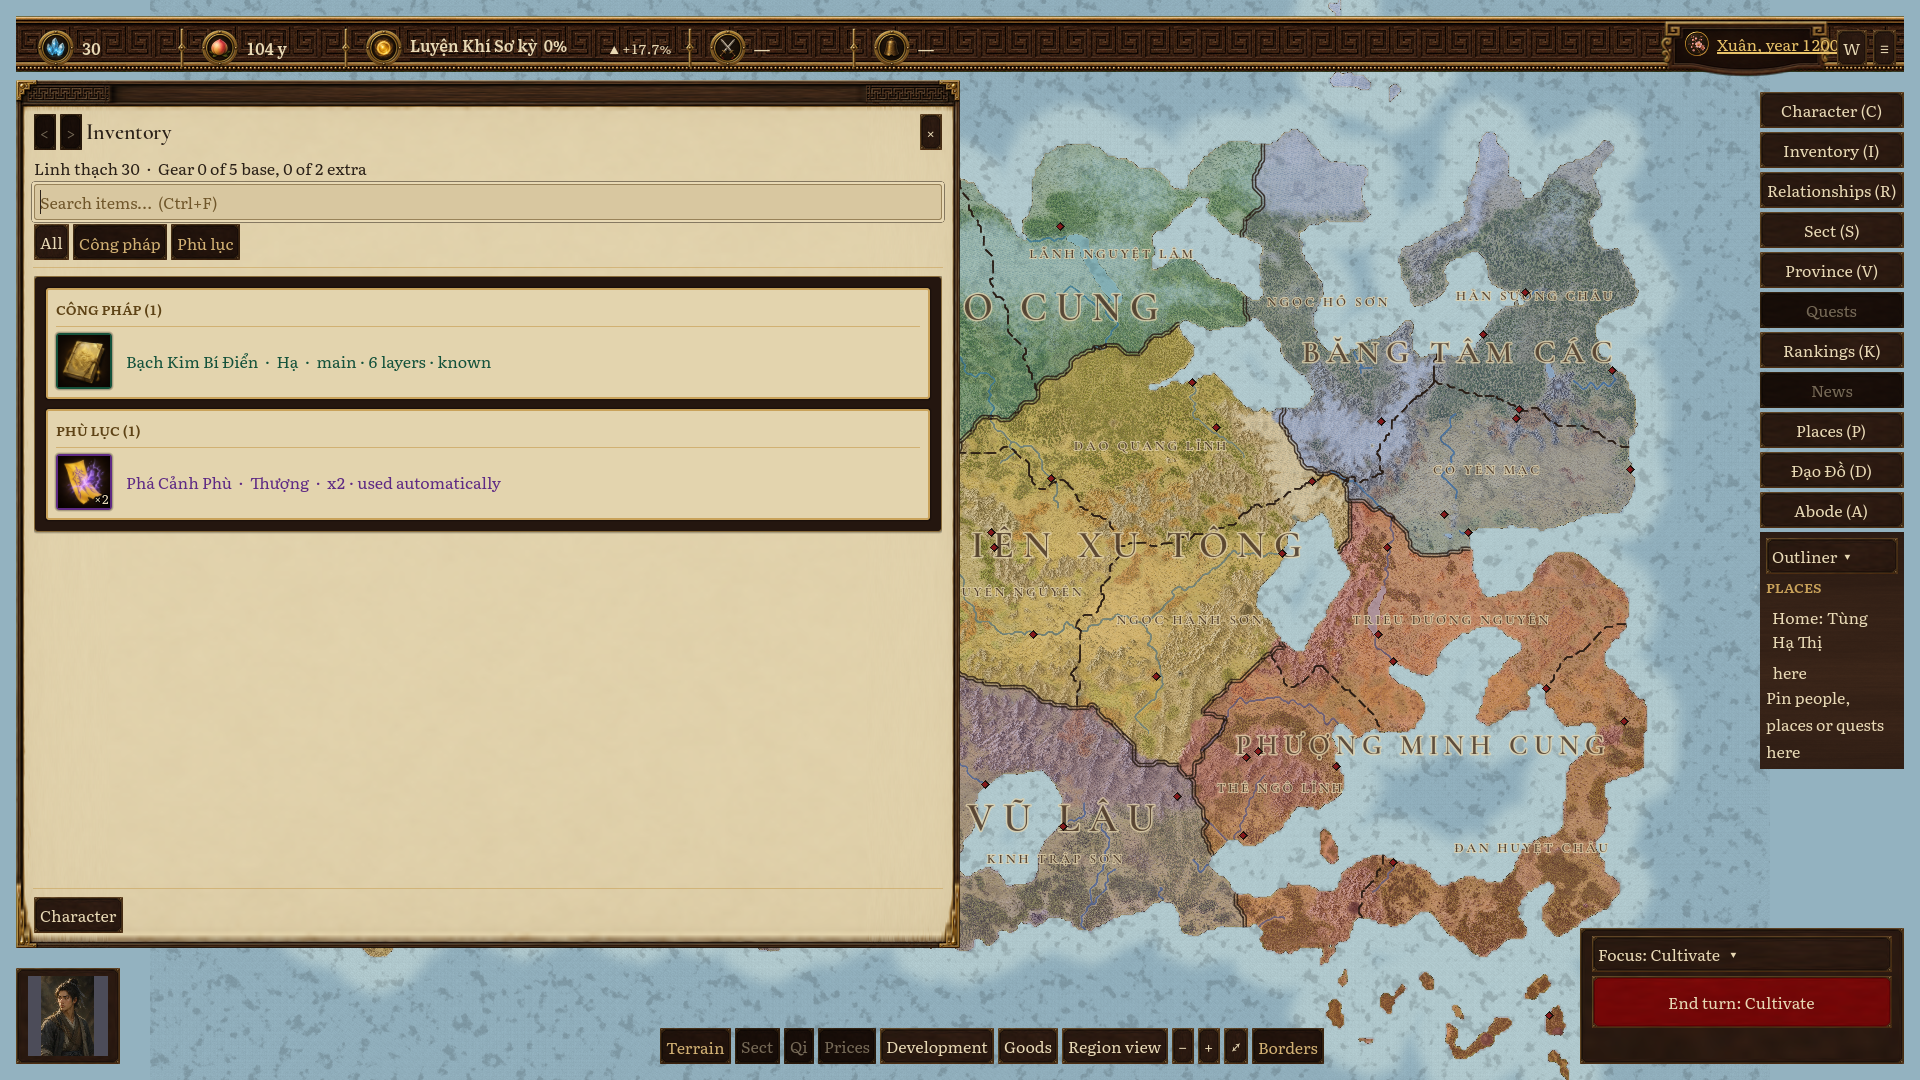 30
104 y
Luyện Khí Sơ kỳ 0%
▲+17.7%
—
—
Xuân, year 1200
W
≡
< > Inventory
×
Linh thạch 30 · Gear 0 of 5 base, 0 of 2 extra
Search items... (Ctrl+F)
All Công pháp Phù lục
CÔNG PHÁP (1)
Bạch Kim Bí Điển · Hạ · main · 6 layers · known
PHÙ LỤC (1)
×2
Phá Cảnh Phù · Thượng · x2 · used automatically
Character
LÃNH NGUYỆT LÂM
O CUNG
NGỌC HỒ SƠN
HÀN SƯƠNG CHÂU
BĂNG TÂM CÁC
DAO QUANG LĨNH
CÔ YÊN MẠC
IÊN XU TÔNG
UYÊN NGUYÊN
NGỌC HÀNH SƠN
TRIỀU DƯƠNG NGUYÊN
PHƯỢNG MINH CUNG
THÊ NGÔ LĨNH
VŨ LÂU
KINH TRẬP SƠN
ĐAN HUYỆT CHÂU
Character (C)
Inventory (I)
Relationships (R)
Sect (S)
Province (V)
Quests
Rankings (K)
News
Places (P)
Đạo Đồ (D)
Abode (A)
Outliner ▾
PLACES
Home: Tùng
Hạ Thị
here
Pin people,
places or quests
here
Focus: Cultivate ▾
End turn: Cultivate
Terrain Sect Qi Prices Development Goods Region view − + ⤢ Borders